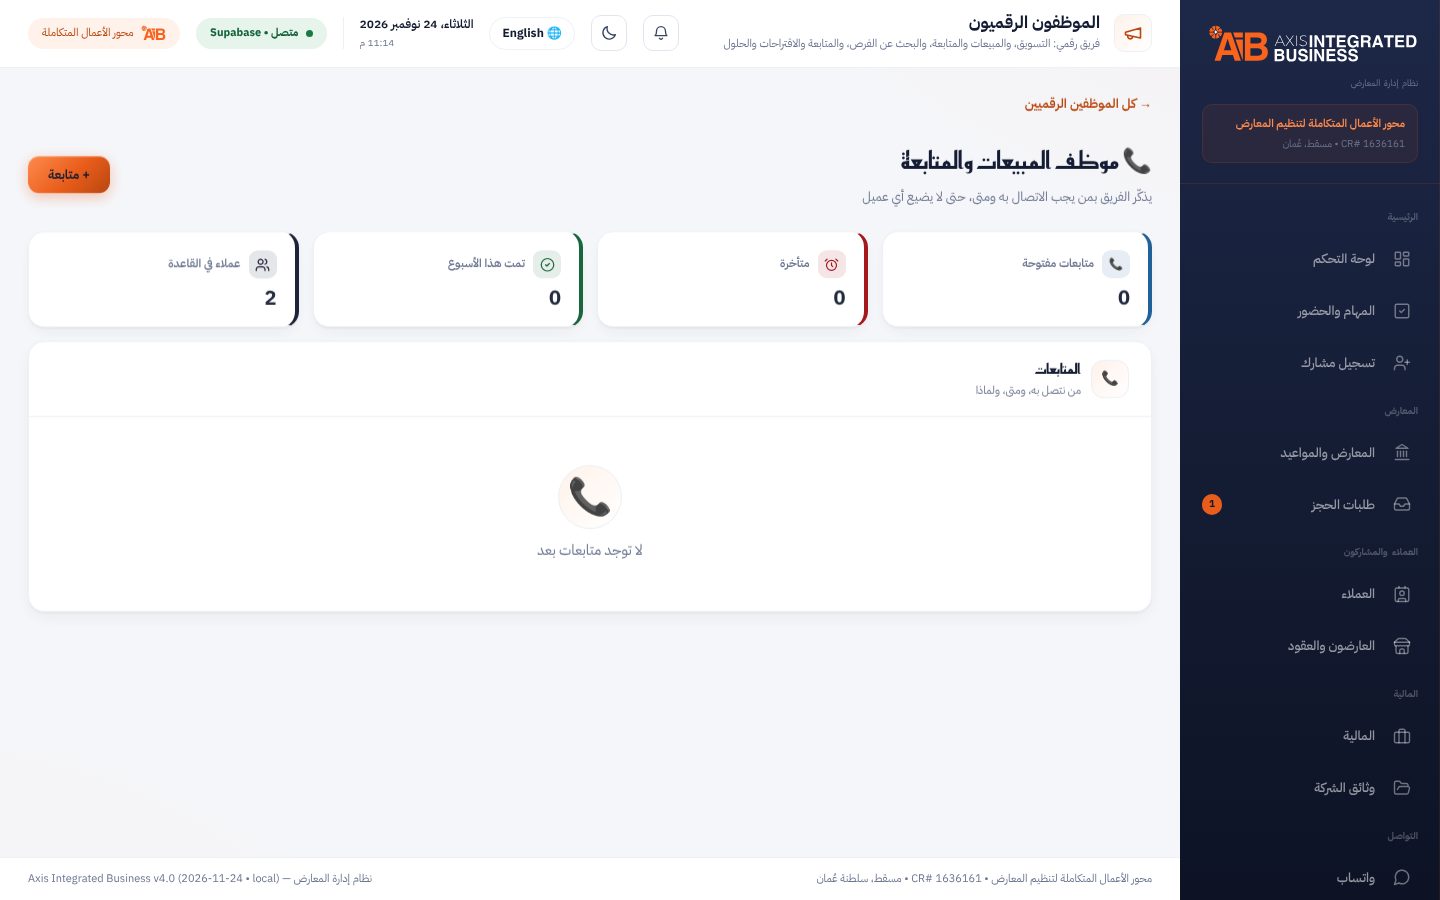 AiB AXIS INTEGRATED BUSINESS
نظام إدارة المعارض
محور الأعمال المتكاملة لتنظيم المعارض
CR# 1636161 • مسقط، عُمان
الرئيسية
لوحة التحكم
المهام والحضور
تسجيل مشارك
المعارض
المعارض والمواعيد
طلبات الحجز
1
العملاء والمشاركون
العملاء
العارضون والعقود
المالية
المالية
وثائق الشركة
التواصل
واتساب
الموظفون الرقميون
فريق رقمي: التسويق، والمبيعات والمتابعة، والبحث عن الفرص، والمتابعة والاقتراحات والحلول
English
الثلاثاء، 24 نوفمبر 2026
11:14 م
متصل • Supabase
AiB محور الأعمال المتكاملة
→ كل الموظفين الرقميين
موظف المبيعات والمتابعة
يذكّر الفريق بمن يجب الاتصال به ومتى، حتى لا يضيع أي عميل
+ متابعة
متابعات مفتوحة
0
متأخرة
0
تمت هذا الأسبوع
0
عملاء في القاعدة
2
المتابعات
من نتصل به، ومتى، ولماذا
لا توجد متابعات بعد
محور الأعمال المتكاملة لتنظيم المعارض • CR# 1636161 • مسقط، سلطنة عُمان
نظام إدارة المعارض — Axis Integrated Business v4.0 (2026-11-24 • local)